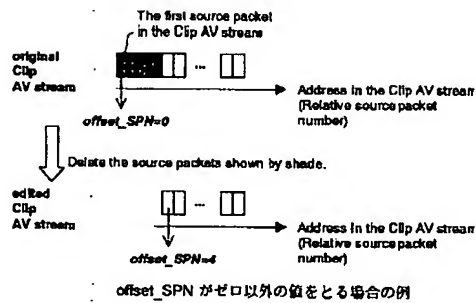 The first source packet
in the Clip AV stream
original
Clip
AV stream
...
Address in the Clip AV stream
(Relative source packet
number)
offset_SPN=0
Delete the source packets shown by shade.
edited
Clip
AV stream
...
Address in the Clip AV stream
(Relative source packet
number)
offset_SPN=4
offset_SPN がゼロ以外の値をとる場合の例